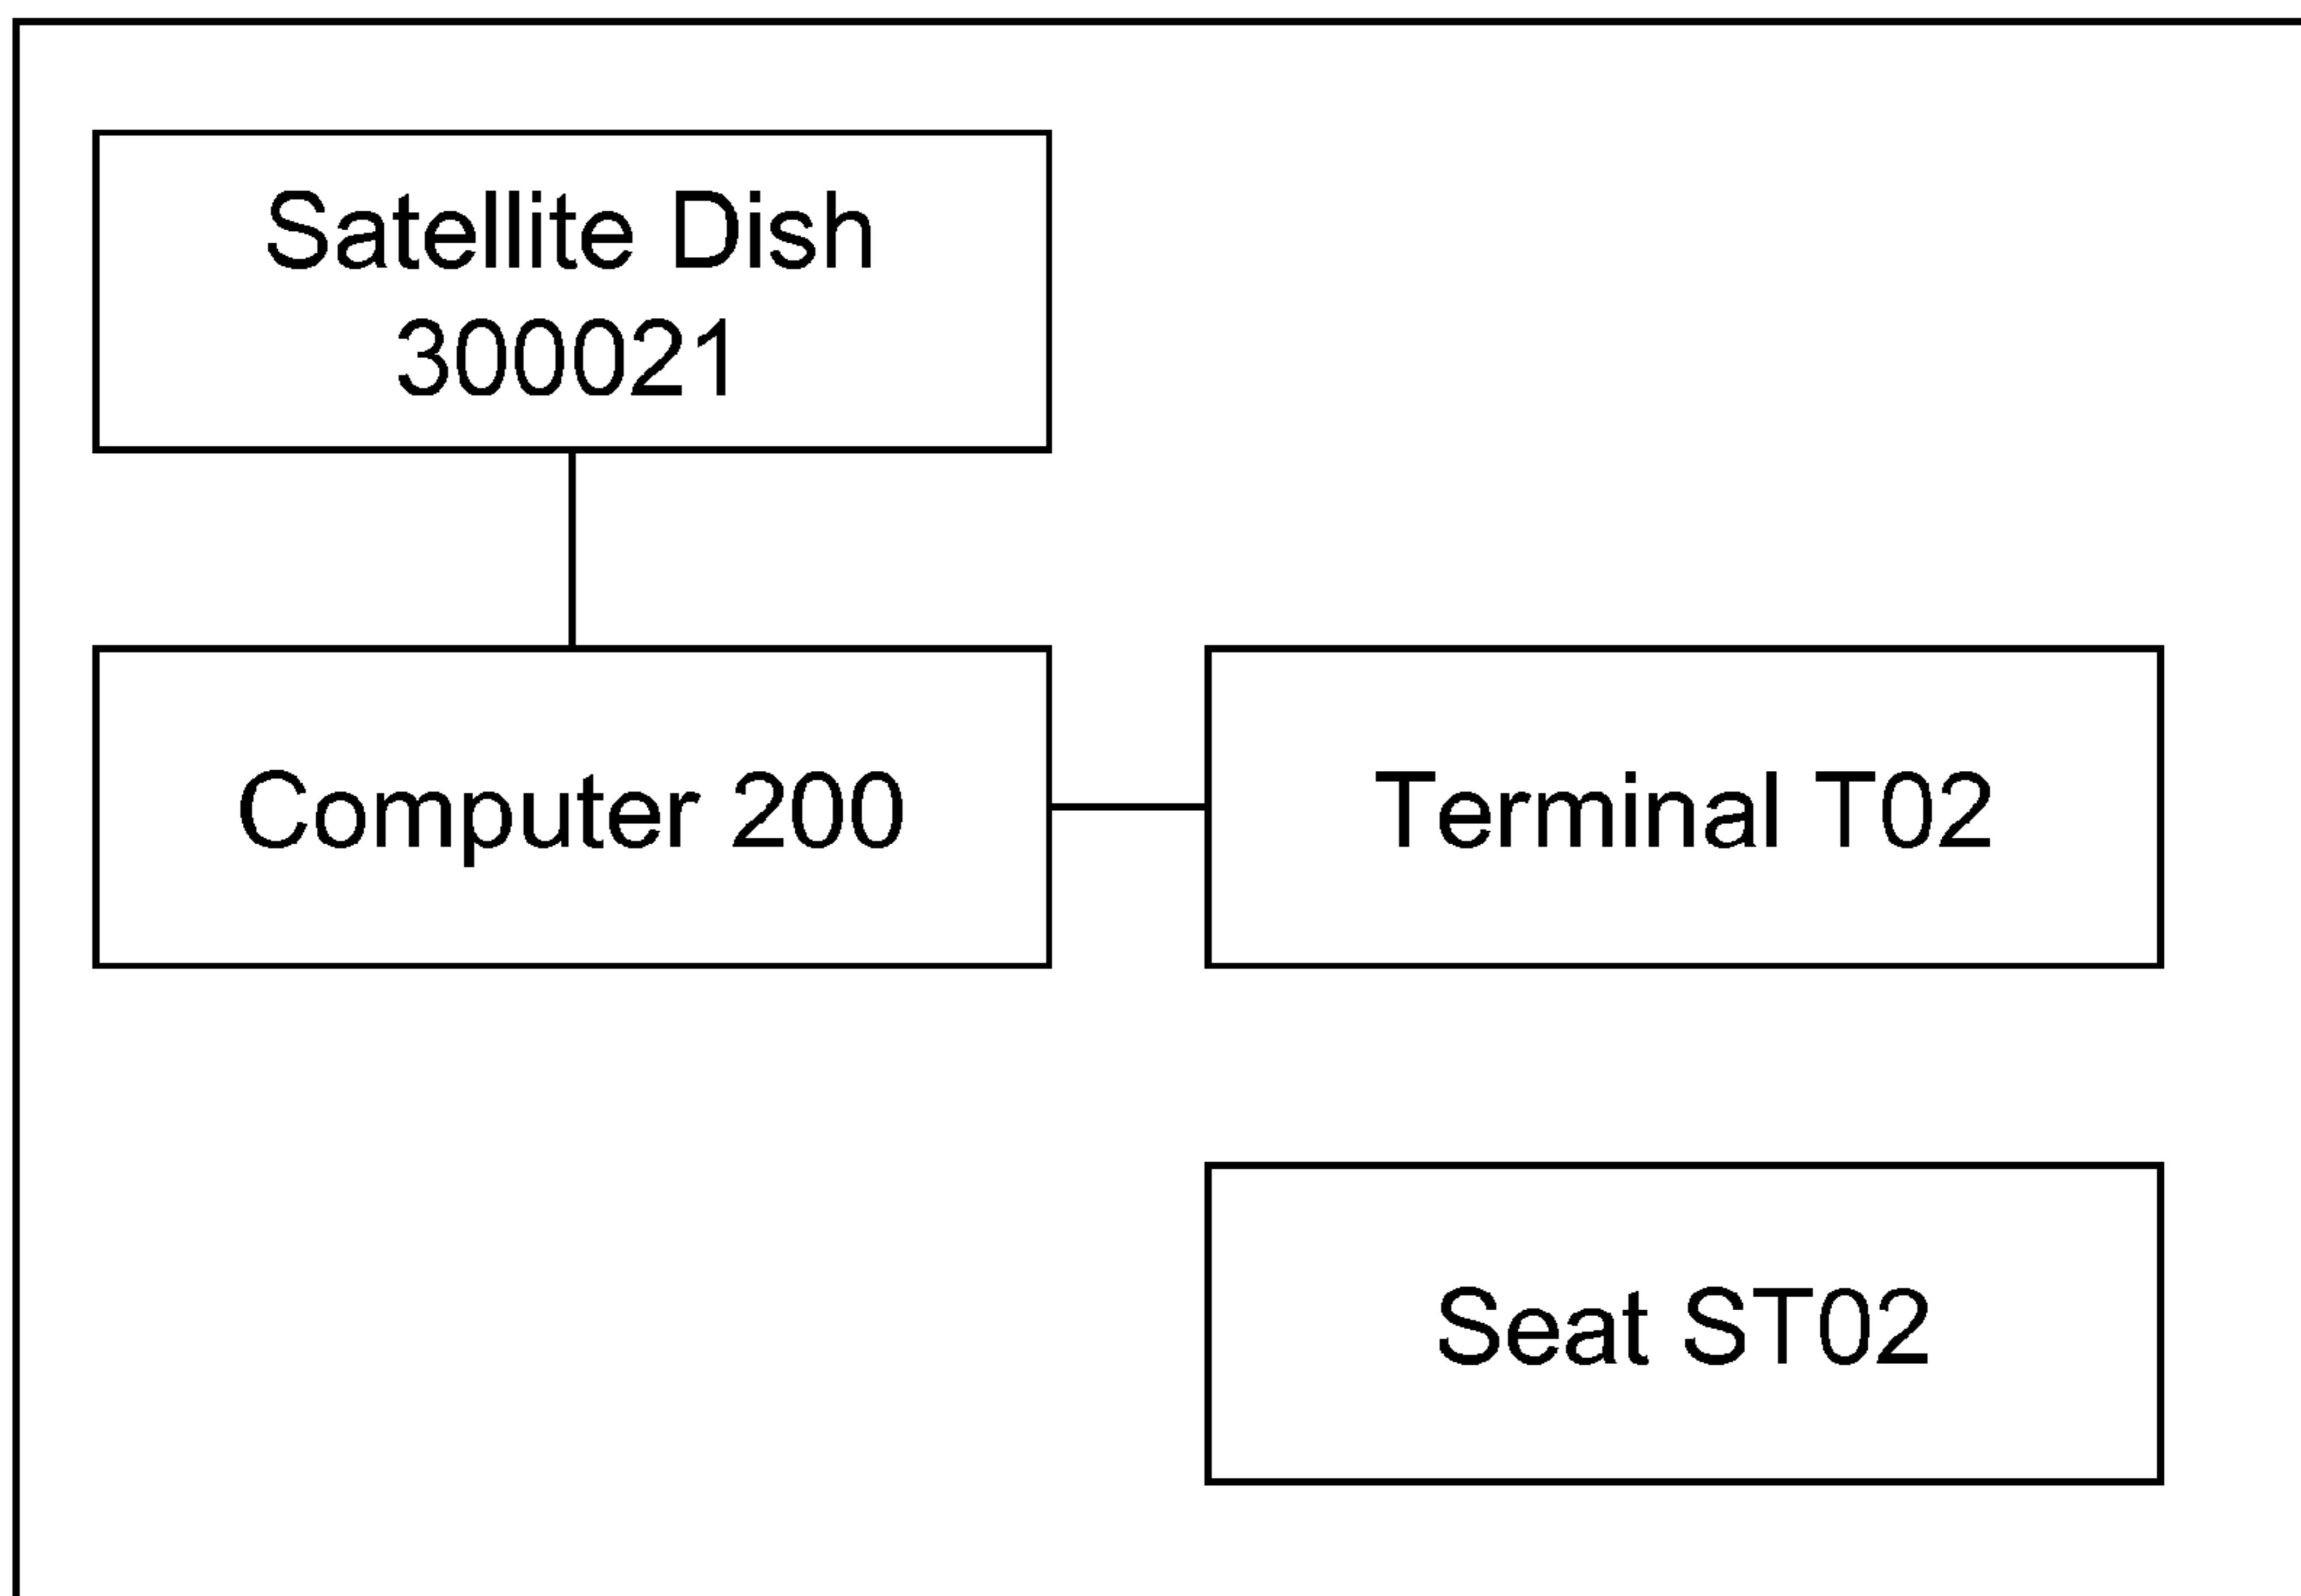 Satellite Dish
300021
Computer 200
Terminal T02
Seat ST02